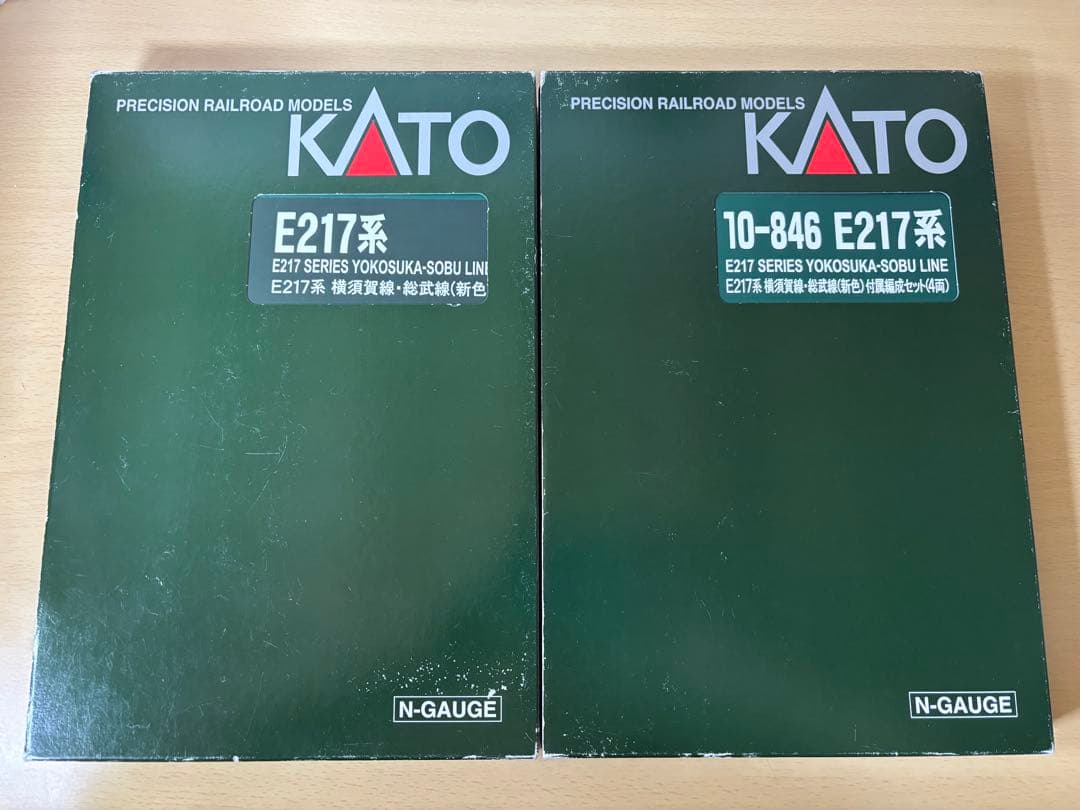 PRECISION RAILROAD MODELS
KATO
E217系
E217 SERIES YOKOSUKA-SOBU LINE
E217系 横須賀線・総武線(新色
N-GAUGE
PRECISION RAILROAD MODELS
KATO
10-846 E217系
E217 SERIES YOKOSUKA-SOBU LINE
E217系 横須賀線・総武線(新色)付属編成セット(4両)
N-GAUGE